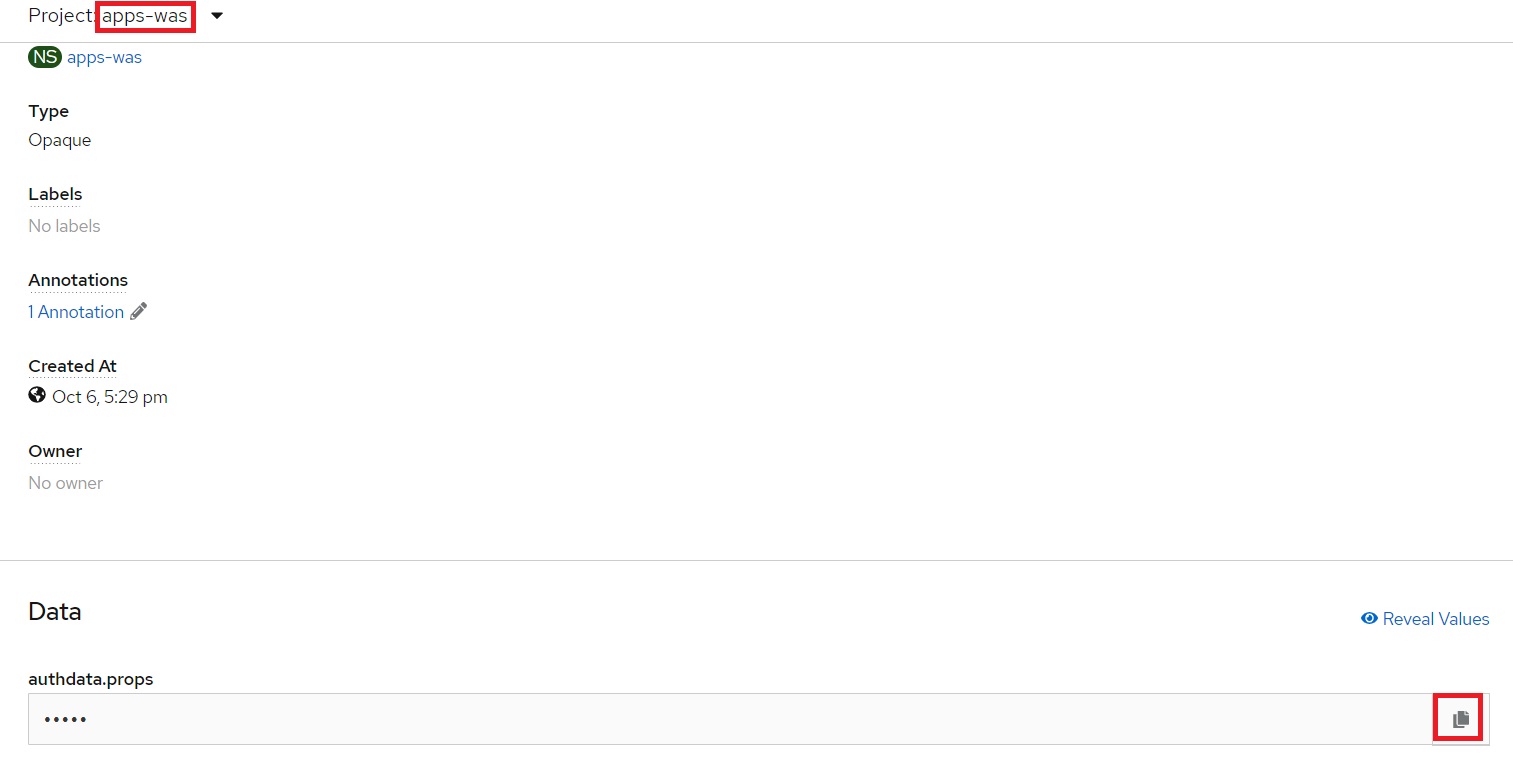 Project: apps-was
NS apps-was
Type
Opaque
Labels
No labels
Annotations
1 Annotation
Created At
Oct 6, 5:29 pm
Owner
No owner
Data
Reveal Values
authdata.props
•••••